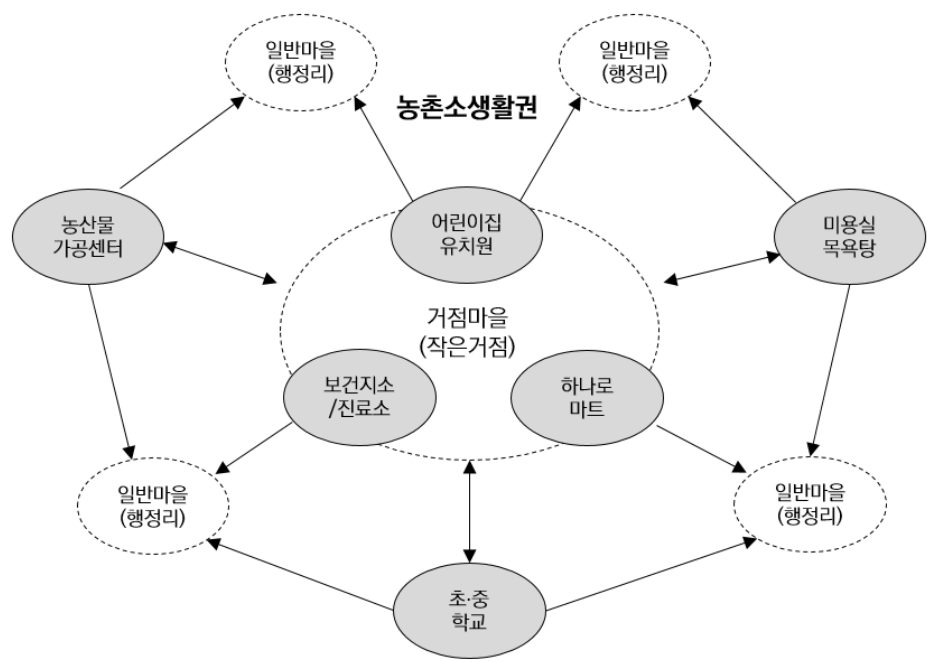 일반마을
(행정리)
일반마을
(행정리)
농촌소생활권
농산물
가공센터
어린이집
유치원
미용실
목욕탕
거점마을
(작은거점)
보건지소
/진료소
하나로
마트
일반마을
(행정리)
일반마을
(행정리)
초·중
학교